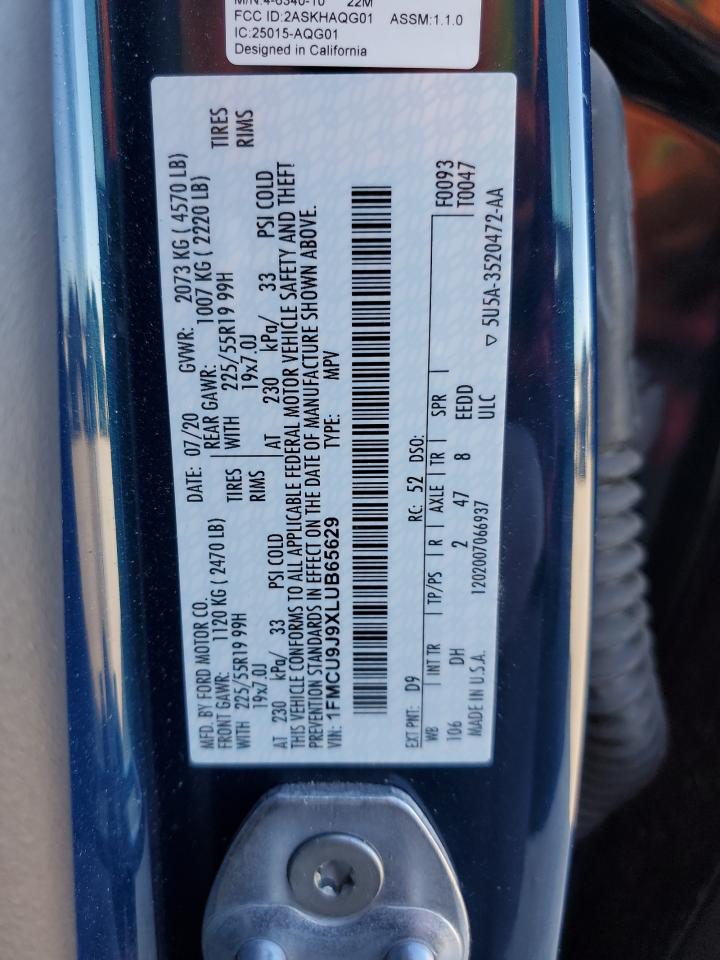 M/N:4-6340-10 22M
FCC ID:2ASKHAQG01 ASSM:1.1.0
IC:25015-AQG01
Designed in California
MFD. BY FORD MOTOR CO. DATE: 07/20 GVWR: 2073 KG ( 4570 LB)
FRONT GAWR: 1120 KG ( 2470 LB) REAR GAWR: 1007 KG ( 2220 LB)
WITH 225/55R19 99H TIRES WITH 225/55R19 99H TIRES
19x7.0J RIMS 19x7.0J RIMS
AT 230 kPa/ 33 PSI COLD AT 230 kPa/ 33 PSI COLD
THIS VEHICLE CONFORMS TO ALL APPLICABLE FEDERAL MOTOR VEHICLE SAFETY AND THEFT
PREVENTION STANDARDS IN EFFECT ON THE DATE OF MANUFACTURE SHOWN ABOVE.
VIN: 1FMCU9J9XLUB65629 TYPE: MPV
EXT PNT: D9 RC: 52 DSO: F0093
WB INT TR TP/PS R AXLE TR SPR T0047
106 DH 2 47 8 EEDD
MADE IN U.S.A. 1202007066937 ULC ▽ 5U5A-3520472-AA